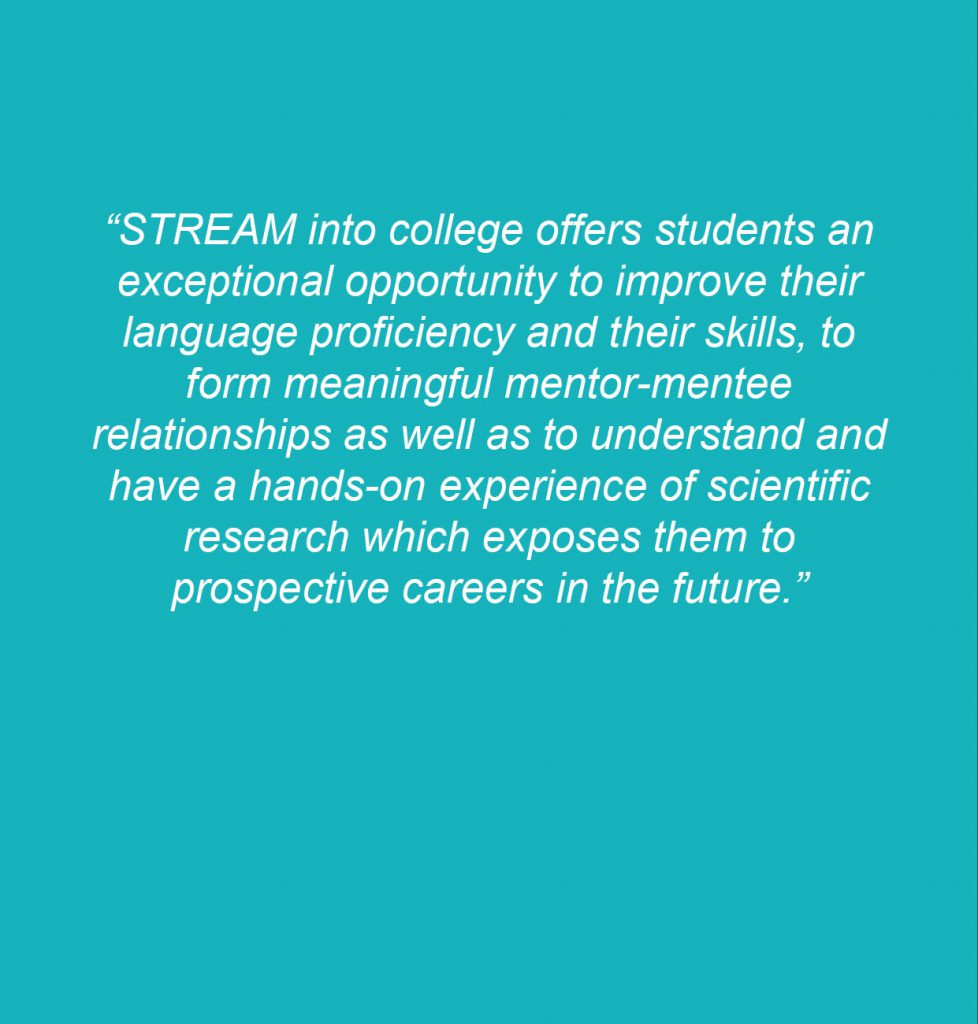 “STREAM into college offers students an
exceptional opportunity to improve their
language proficiency and their skills, to
form meaningful mentor-mentee
relationships as well as to understand and
have a hands-on experience of scientific
research which exposes them to
prospective careers in the future.”